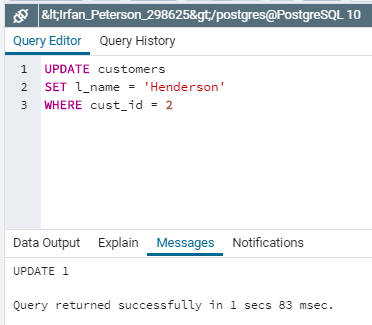 &lt;Irfan_Peterson_298625&gt;/postgres@PostgreSQL 10
Query Editor Query History
1 UPDATE customers
2 SET l_name = 'Henderson'
3 WHERE cust_id = 2
Data Output Explain Messages Notifications
UPDATE 1
Query returned successfully in 1 secs 83 msec.